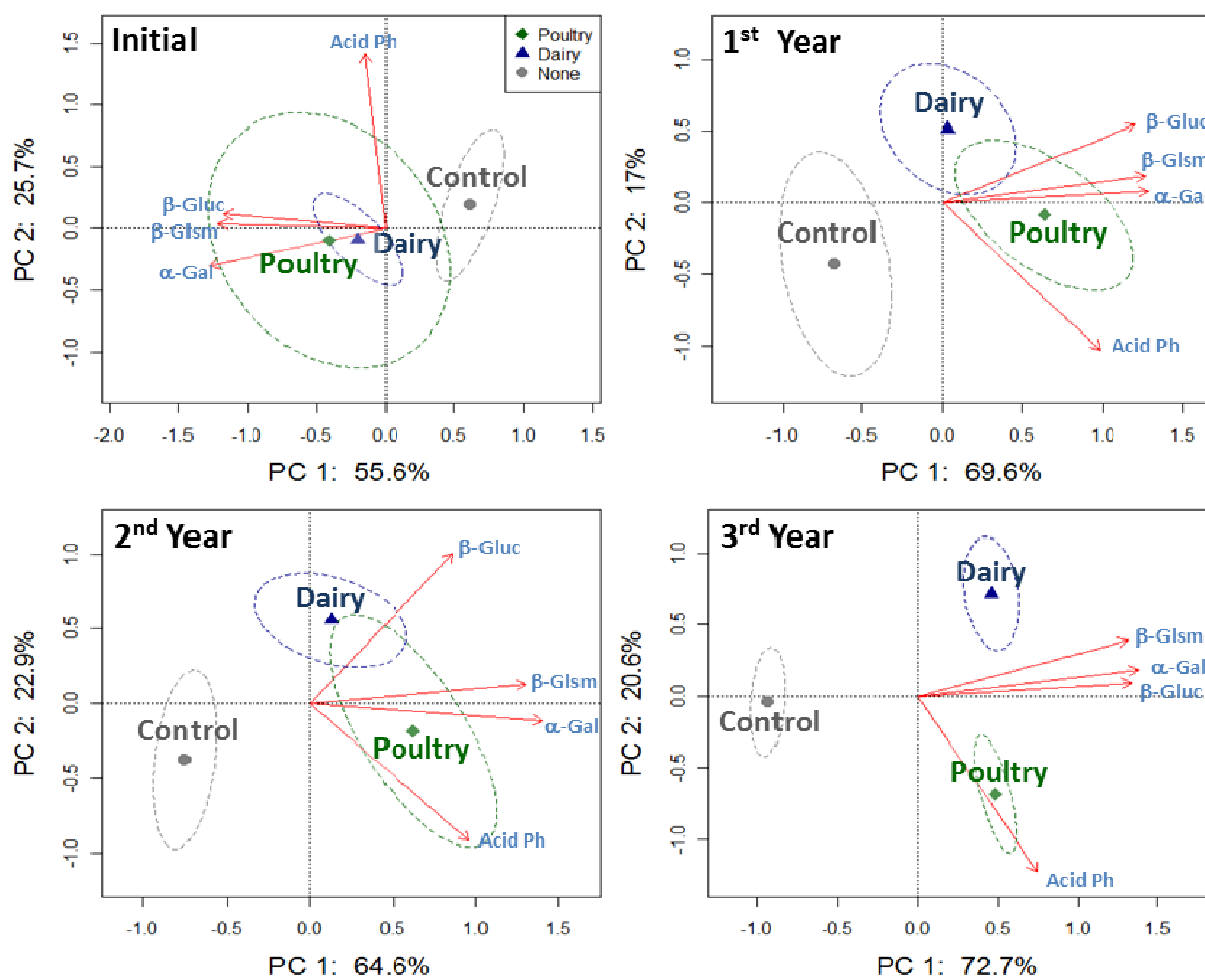 Initial
Acid Ph
Poultry
Dairy
None
Control
β-Gluc
β-Glsm
α-Gal
Dairy
Poultry
PC 2: 25.7%
1.5
1.0
0.5
0.0
-0.5
-1.0
-2.0 -1.5 -1.0 -0.5 0.0 0.5 1.0 1.5
PC 1: 55.6%
1st Year
Dairy
β-Gluc
β-Glsm
α-Gal
Control
Poultry
Acid Ph
PC 2: 17%
1.0
0.5
0.0
-0.5
-1.0
-1.0 -0.5 0.0 0.5 1.0 1.5
PC 1: 69.6%
2nd Year
β-Gluc
Dairy
β-Glsm
α-Gal
Control
Poultry
Acid Ph
PC 2: 22.9%
1.0
0.5
0.0
-0.5
-1.0
-1.0 -0.5 0.0 0.5 1.0 1.5
PC 1: 64.6%
3rd Year
Dairy
β-Glsm
α-Gal
β-Gluc
Control
Poultry
Acid Ph
PC 2: 20.6%
1.0
0.5
0.0
-0.5
-1.0
-1.0 -0.5 0.0 0.5 1.0 1.5
PC 1: 72.7%